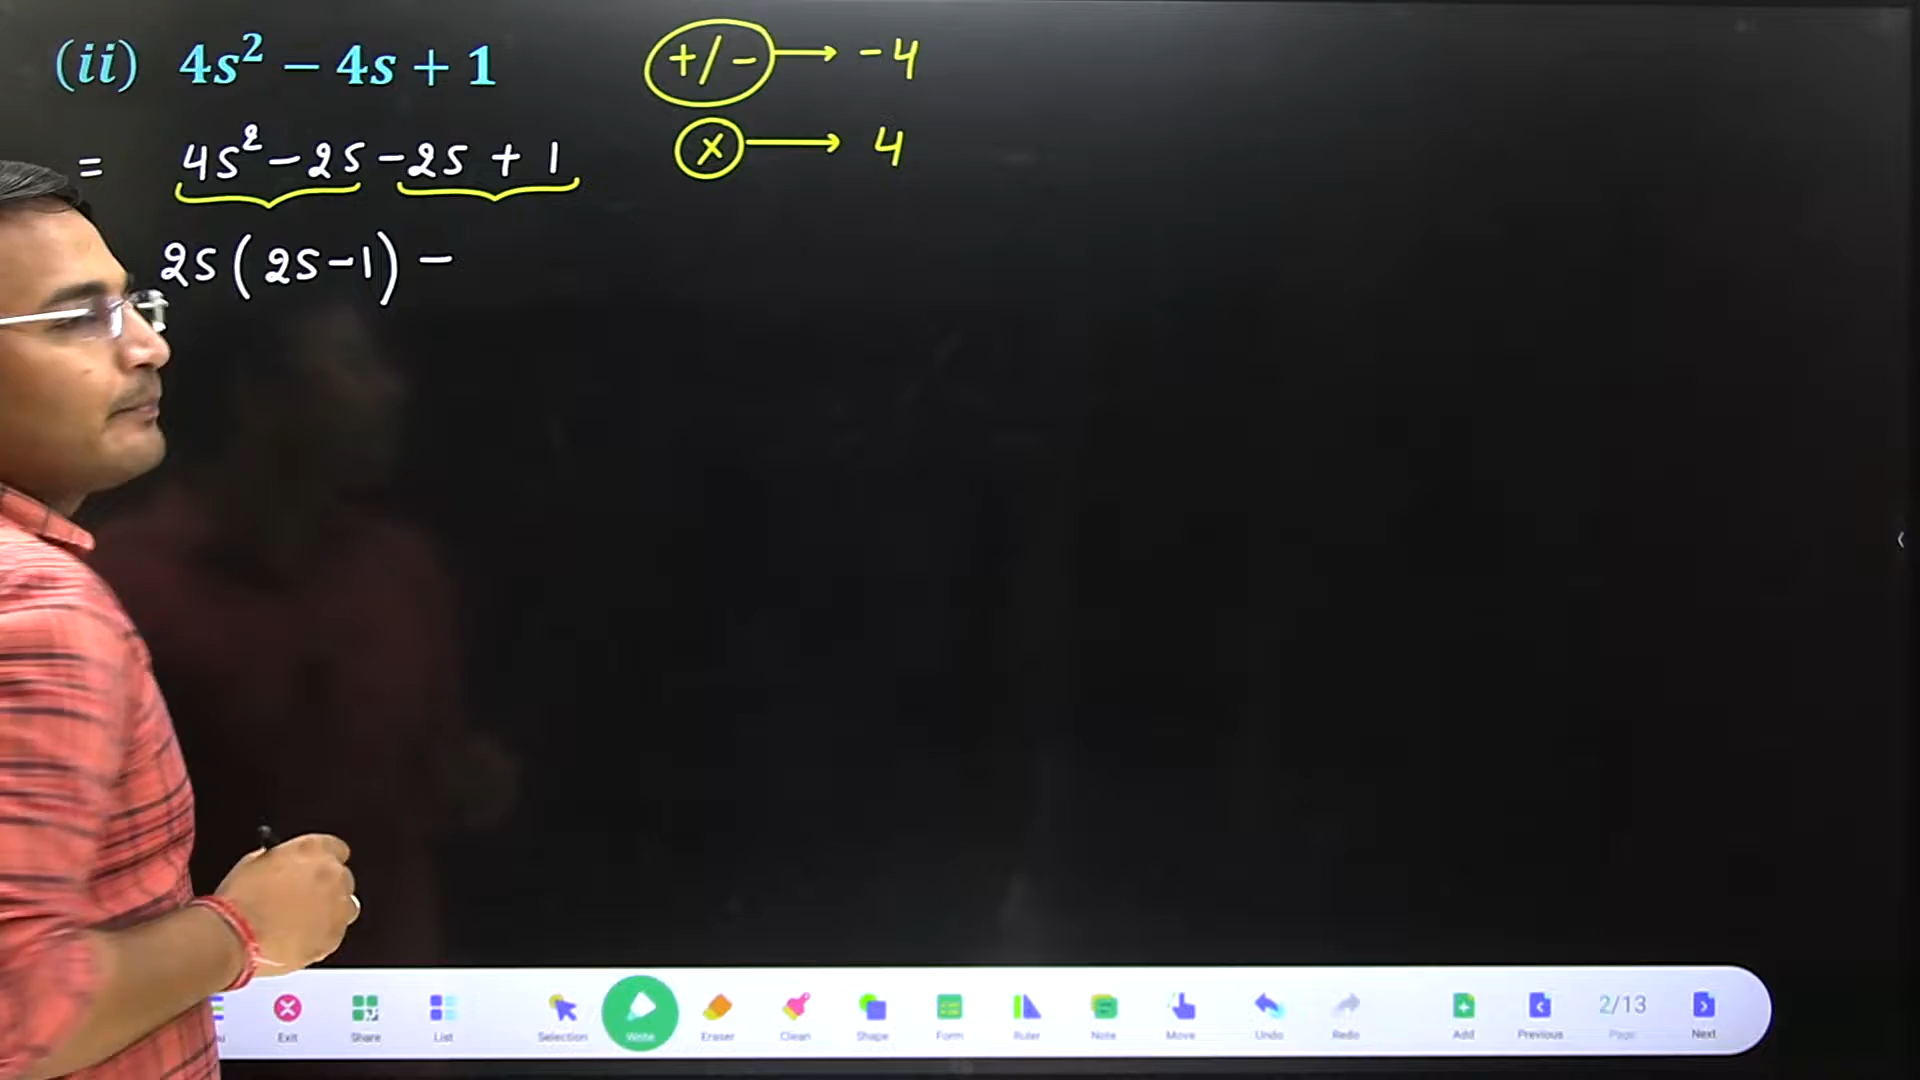 (ii) 4s² − 4s + 1
+/- → -4
= 4s² - 2s - 2s + 1
× → 4
2s(2s-1) -
Exit Share List Selection Write Eraser Clean Shape Form Ruler Note Move Undo Redo Add Previous 2/13 Page Next